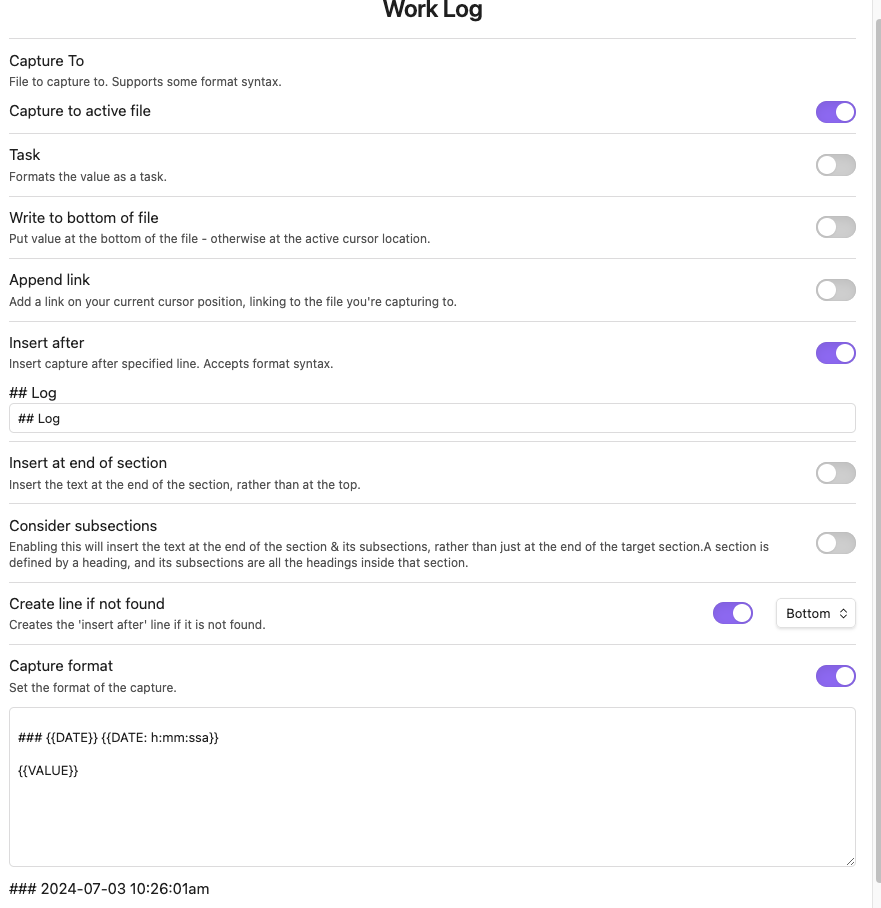 Work Log
Capture To
File to capture to. Supports some format syntax.
Capture to active file
Task
Formats the value as a task.
Write to bottom of file
Put value at the bottom of the file - otherwise at the active cursor location.
Append link
Add a link on your current cursor position, linking to the file you're capturing to.
Insert after
Insert capture after specified line. Accepts format syntax.
## Log
## Log
Insert at end of section
Insert the text at the end of the section, rather than at the top.
Consider subsections
Enabling this will insert the text at the end of the section & its subsections, rather than just at the end of the target section.A section is
defined by a heading, and its subsections are all the headings inside that section.
Create line if not found
Creates the 'insert after' line if it is not found.
Bottom
Capture format
Set the format of the capture.
### {{DATE}} {{DATE: h:mm:ssa}}
{{VALUE}}
### 2024-07-03 10:26:01am